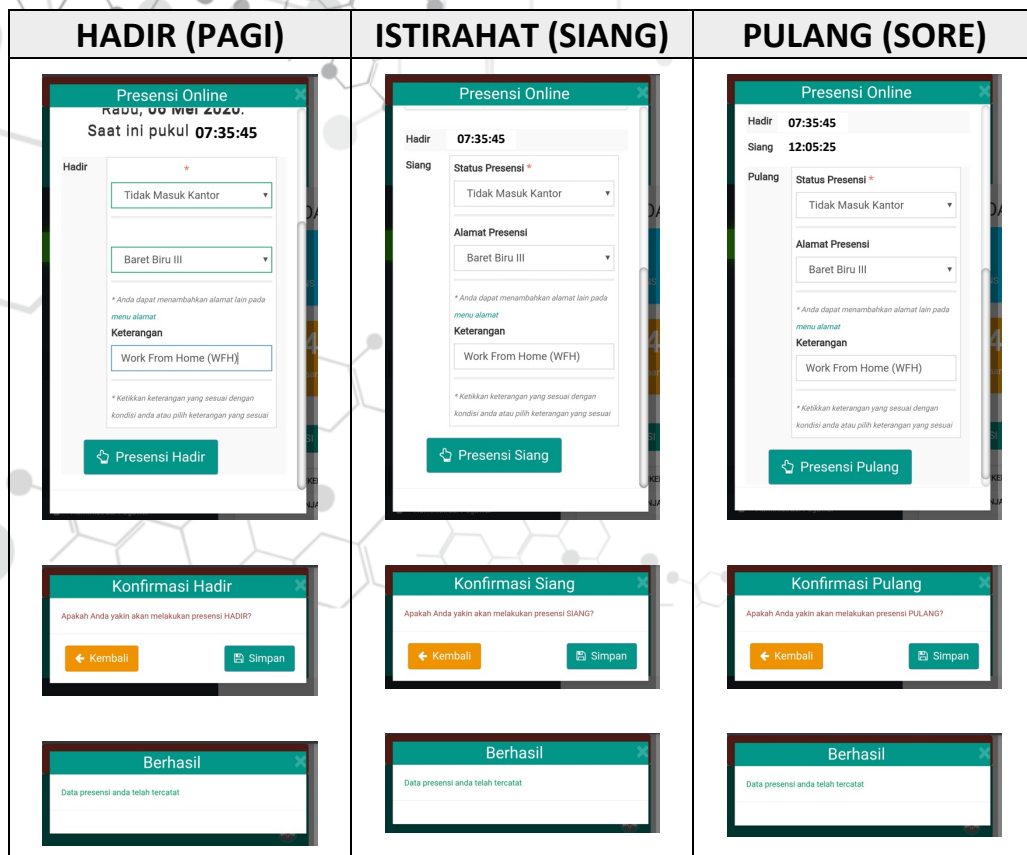 HADIR (PAGI)
ISTIRAHAT (SIANG)
PULANG (SORE)
Presensi Online
Rabu, 06 Mei 2020.
Saat ini pukul 07:35:45
Hadir
*
Tidak Masuk Kantor
Baret Biru III
* Anda dapat menambahkan alamat lain pada
menu alamat
Keterangan
Work From Home (WFH)
* Ketikkan keterangan yang sesuai dengan
kondisi anda atau pilih keterangan yang sesuai
Presensi Hadir
Presensi Online
Hadir 07:35:45
Siang Status Presensi *
Tidak Masuk Kantor
Alamat Presensi
Baret Biru III
* Anda dapat menambahkan alamat lain pada
menu alamat
Keterangan
Work From Home (WFH)
* Ketikkan keterangan yang sesuai dengan
kondisi anda atau pilih keterangan yang sesuai
Presensi Siang
Presensi Online
Hadir 07:35:45
Siang 12:05:25
Pulang Status Presensi *
Tidak Masuk Kantor
Alamat Presensi
Baret Biru III
* Anda dapat menambahkan alamat lain pada
menu alamat
Keterangan
Work From Home (WFH)
* Ketikkan keterangan yang sesuai dengan
kondisi anda atau pilih keterangan yang sesuai
Presensi Pulang
Konfirmasi Hadir
Apakah Anda yakin akan melakukan presensi HADIR?
Kembali Simpan
Konfirmasi Siang
Apakah Anda yakin akan melakukan presensi SIANG?
Kembali Simpan
Konfirmasi Pulang
Apakah Anda yakin akan melakukan presensi PULANG?
Kembali Simpan
Berhasil
Data presensi anda telah tercatat
Berhasil
Data presensi anda telah tercatat
Berhasil
Data presensi anda telah tercatat